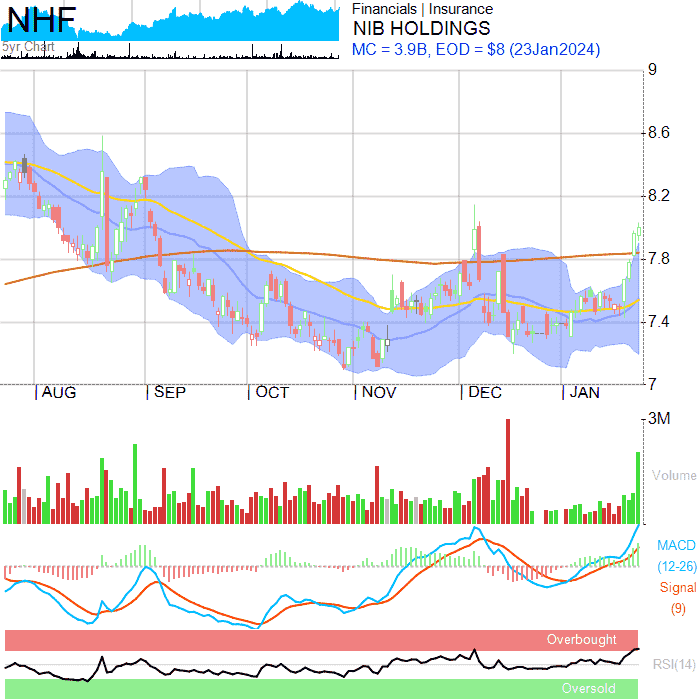 NHF
5yr Chart
Financials | Insurance
NIB HOLDINGS
MC = 3.9B, EOD = $8 (23Jan2024)
9
8.6
8.2
7.8
7.4
7
| AUG | SEP | OCT | NOV | DEC | JAN
3M
Volume
MACD
(12-26)
Signal
(9)
Overbought
RSI(14)
Oversold